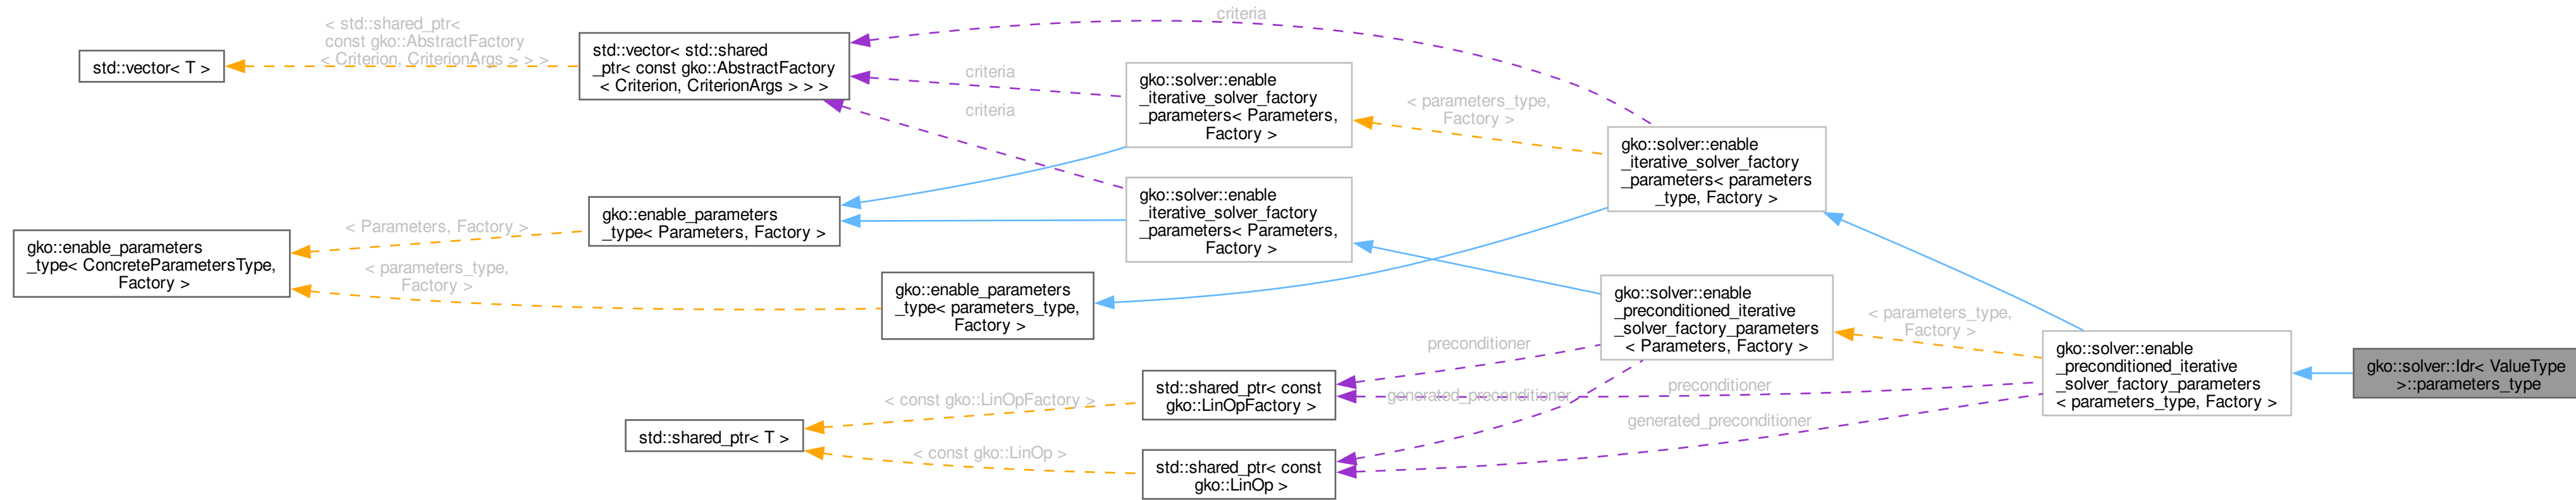 criteria
< std::shared_ptr<
const gko::AbstractFactory
< Criterion, CriterionArgs > > >
std::vector< T >
std::vector< std::shared
_ptr< const gko::AbstractFactory
< Criterion, CriterionArgs > > >
criteria
criteria
gko::solver::enable
_iterative_solver_factory
_parameters< Parameters,
Factory >
< parameters_type,
Factory >
gko::solver::enable
_iterative_solver_factory
_parameters< parameters
_type, Factory >
gko::solver::enable
_iterative_solver_factory
_parameters< Parameters,
Factory >
gko::enable_parameters
_type< Parameters, Factory >
< Parameters, Factory >
gko::enable_parameters
_type< ConcreteParametersType,
Factory >
< parameters_type,
Factory >
gko::enable_parameters
_type< parameters_type,
Factory >
gko::solver::enable
_preconditioned_iterative
_solver_factory_parameters
< Parameters, Factory >
< parameters_type,
Factory >
gko::solver::enable
_preconditioned_iterative
_solver_factory_parameters
< parameters_type, Factory >
gko::solver::Idr< ValueType
>::parameters_type
preconditioner
std::shared_ptr< const
gko::LinOpFactory >
generated_preconditioner
preconditioner
< const gko::LinOpFactory >
generated_preconditioner
std::shared_ptr< T >
< const gko::LinOp >
std::shared_ptr< const
gko::LinOp >